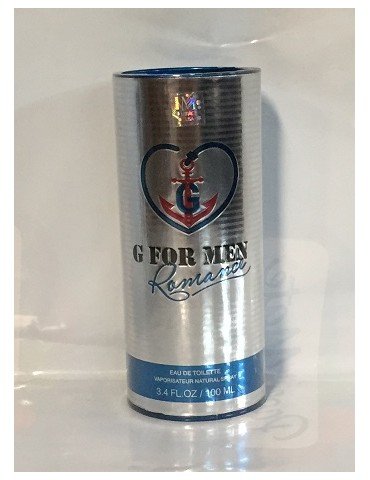 G
G FOR MEN
Romance
EAU DE TOILETTE
VAPORISATEUR NATURAL SPRAY
3.4 FL.OZ / 100 ML